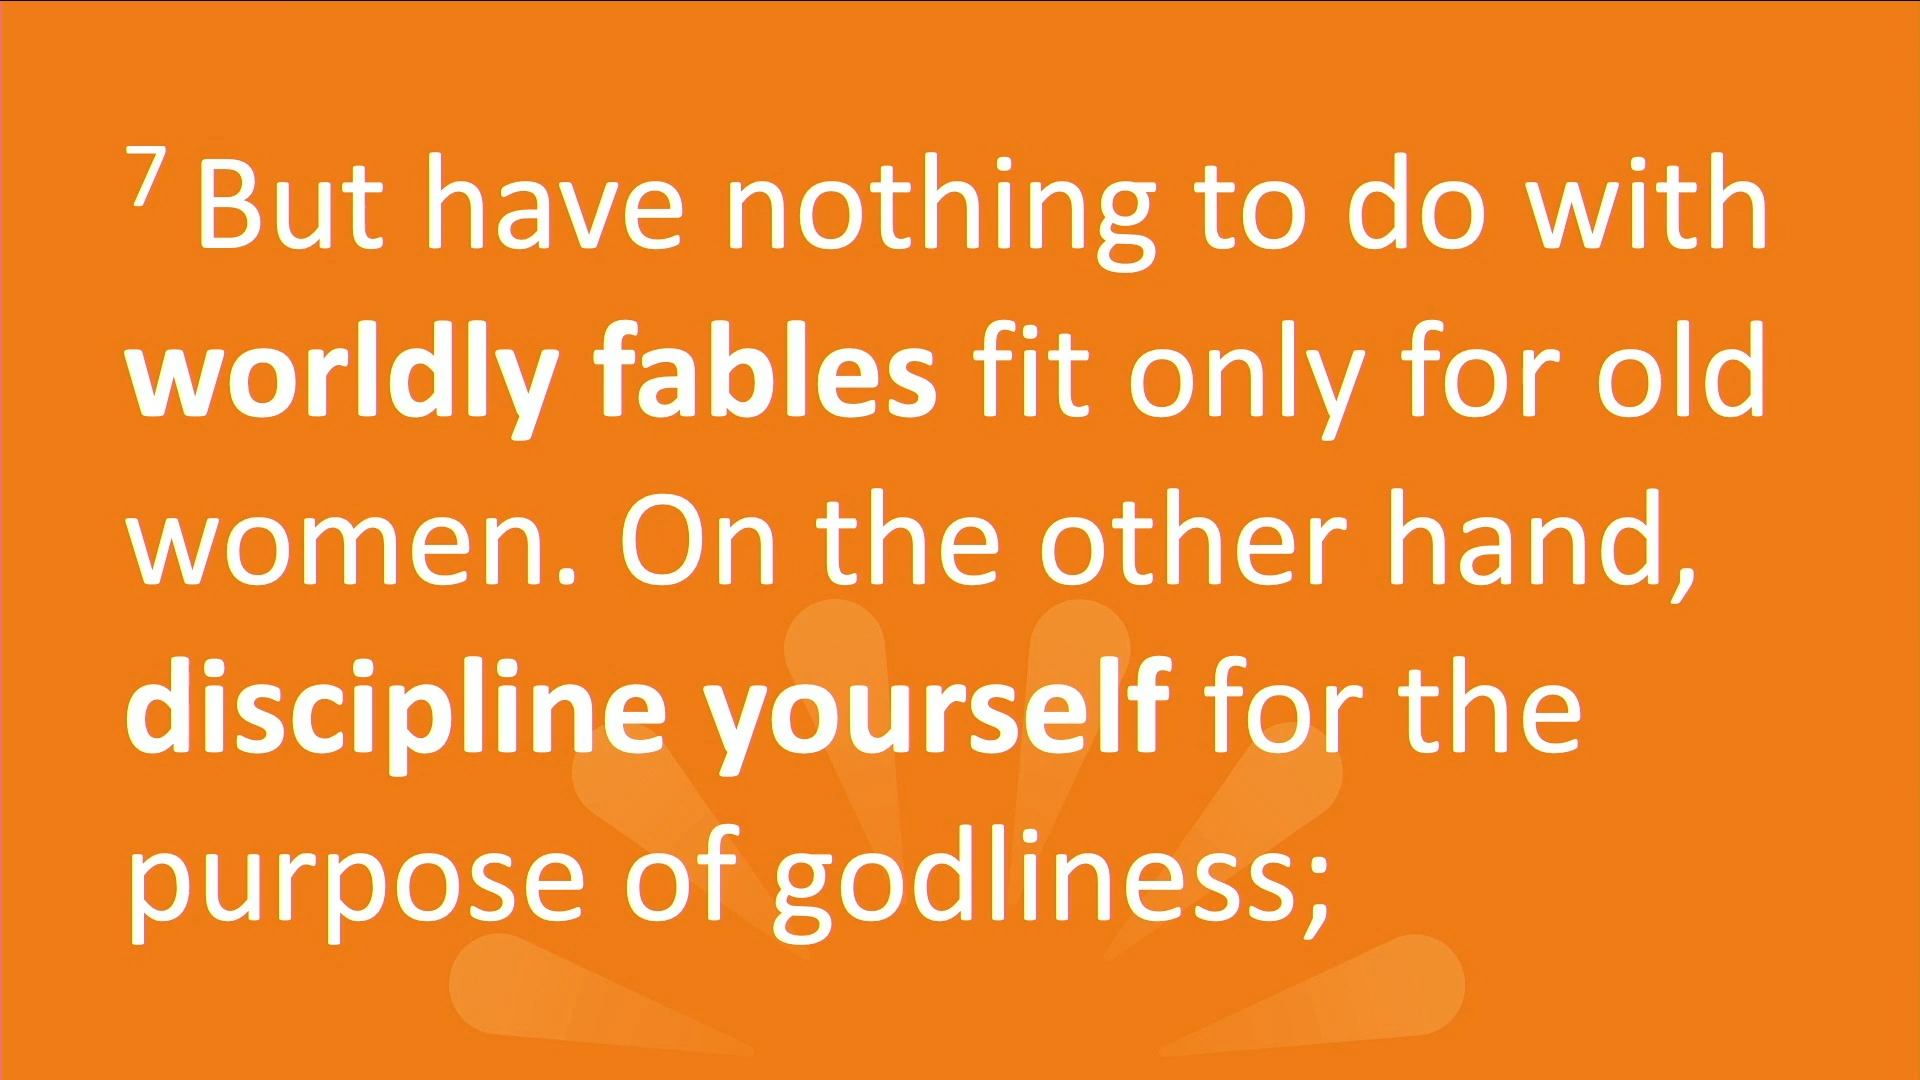 7 But have nothing to do with
worldly fables fit only for old
women. On the other hand,
discipline yourself for the
purpose of godliness;